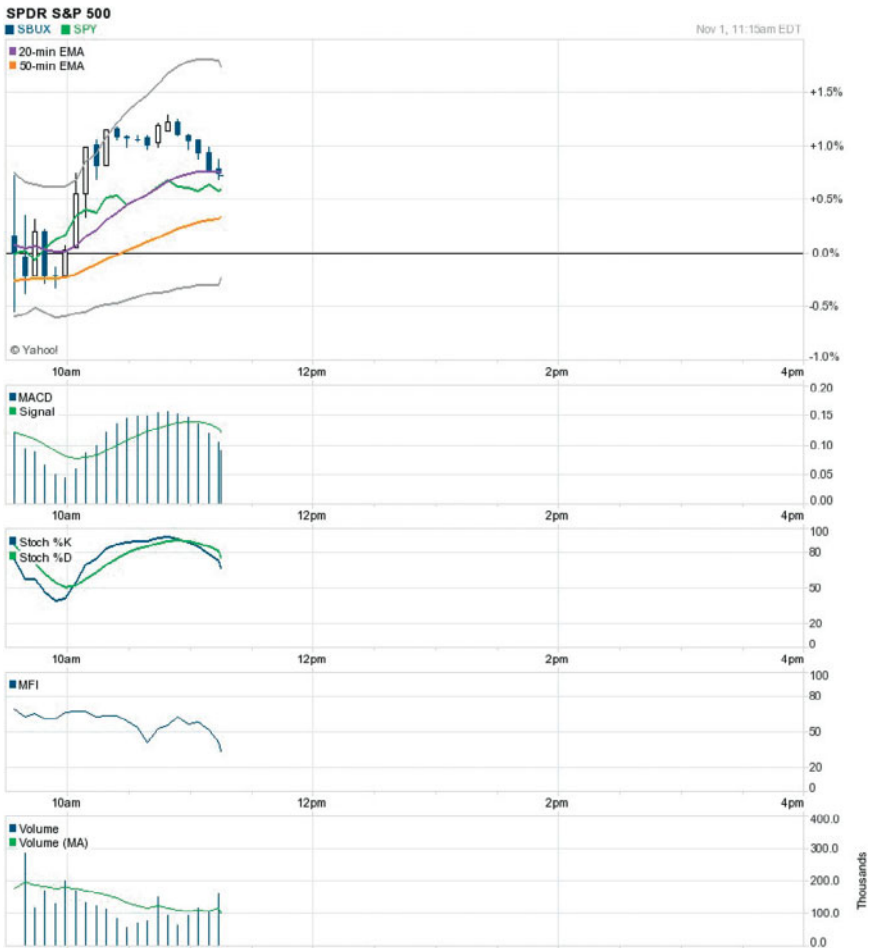 SPDR S&P 500
SBUX SPY
Nov 1, 11:15am EDT
20-min EMA
50-min EMA
+1.5%
+1.0%
+0.5%
0.0%
-0.5%
-1.0%
© Yahoo!
10am 12pm 2pm 4pm
MACD
Signal
0.20
0.15
0.10
0.05
0.00
10am 12pm 2pm 4pm
Stoch %K
Stoch %D
100
80
50
20
0
10am 12pm 2pm 4pm
MFI
100
80
50
20
0
10am 12pm 2pm 4pm
Volume
Volume (MA)
400.0
300.0
200.0
100.0
0.0
Thousands